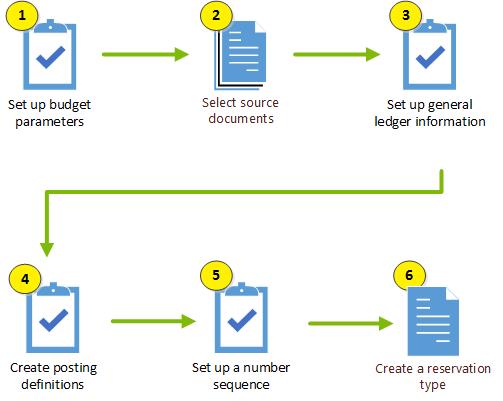 1
Set up budget
parameters
2
Select source
documents
3
Set up general
ledger information
4
Create posting
definitions
5
Set up a number
sequence
6
Create a reservation
type